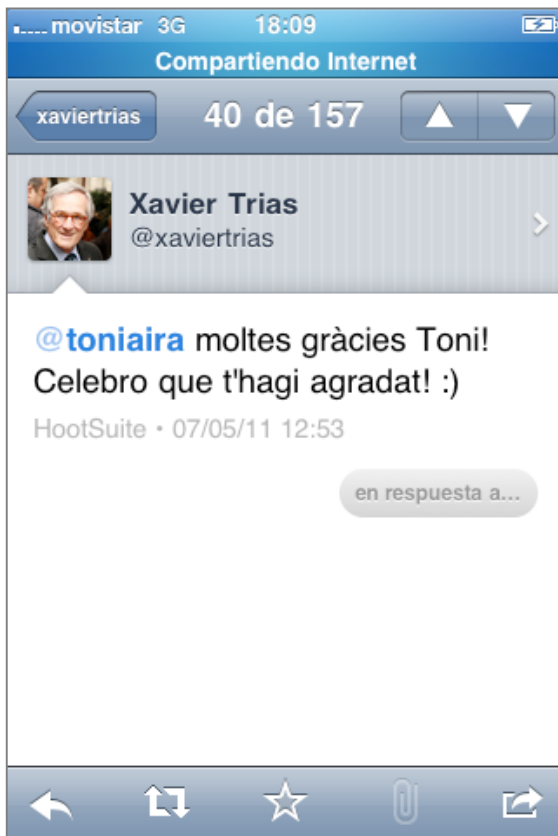 movistar 3G 18:09
Compartiendo Internet
xaviertrias 40 de 157
Xavier Trias
@xaviertrias
@toniaira moltes gràcies Toni!
Celebro que t'hagi agradat! :)
HootSuite • 07/05/11 12:53
en respuesta a...